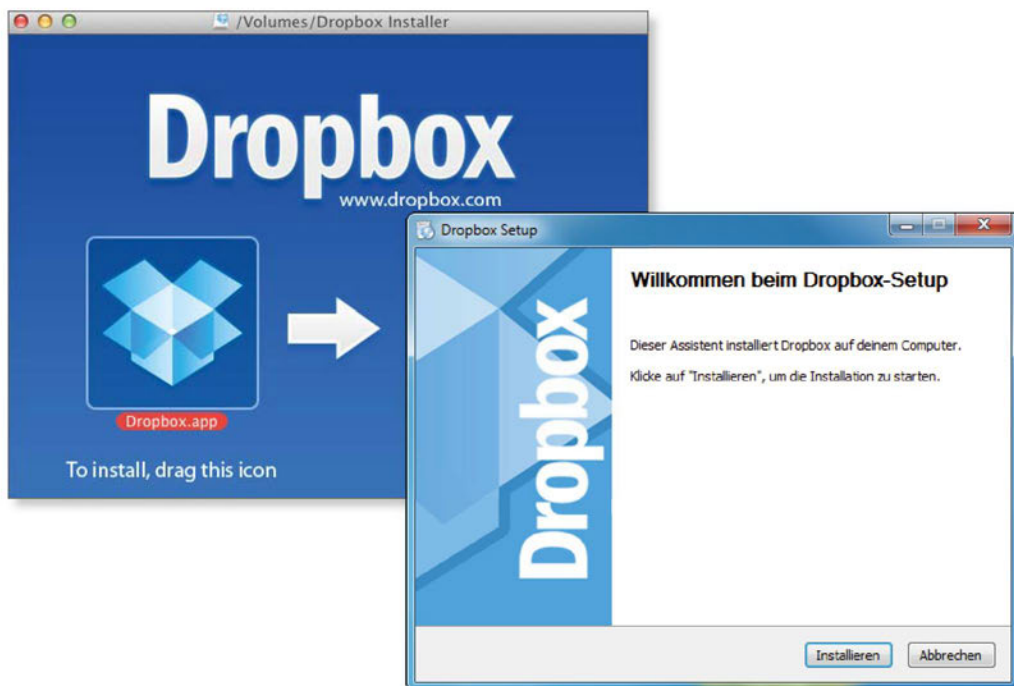 /Volumes/Dropbox Installer
Dropbox
www.dropbox.com
Dropbox.app
To install, drag this icon
Dropbox Setup
Dropbox
Willkommen beim Dropbox-Setup
Dieser Assistent installiert Dropbox auf deinem Computer.
Klicke auf "Installieren", um die Installation zu starten.
Installieren
Abbrechen